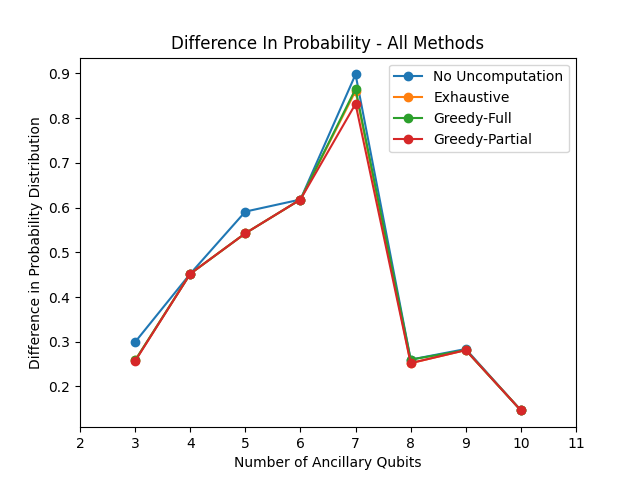 Difference In Probability - All Methods
Difference in Probability Distribution
0.9
0.8
0.7
0.6
0.5
0.4
0.3
0.2
No Uncomputation
Exhaustive
Greedy-Full
Greedy-Partial
2 3 4 5 6 7 8 9 10 11
Number of Ancillary Qubits